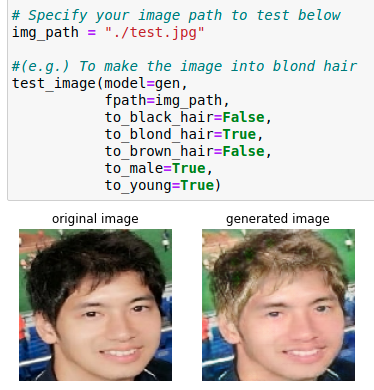 # Specify your image path to test below
img_path = "./test.jpg"
#(e.g.) To make the image into blond hair
test_image(model=gen,
fpath=img_path,
to_black_hair=False,
to_blond_hair=True,
to_brown_hair=False,
to_male=True,
to_young=True)
original image
generated image